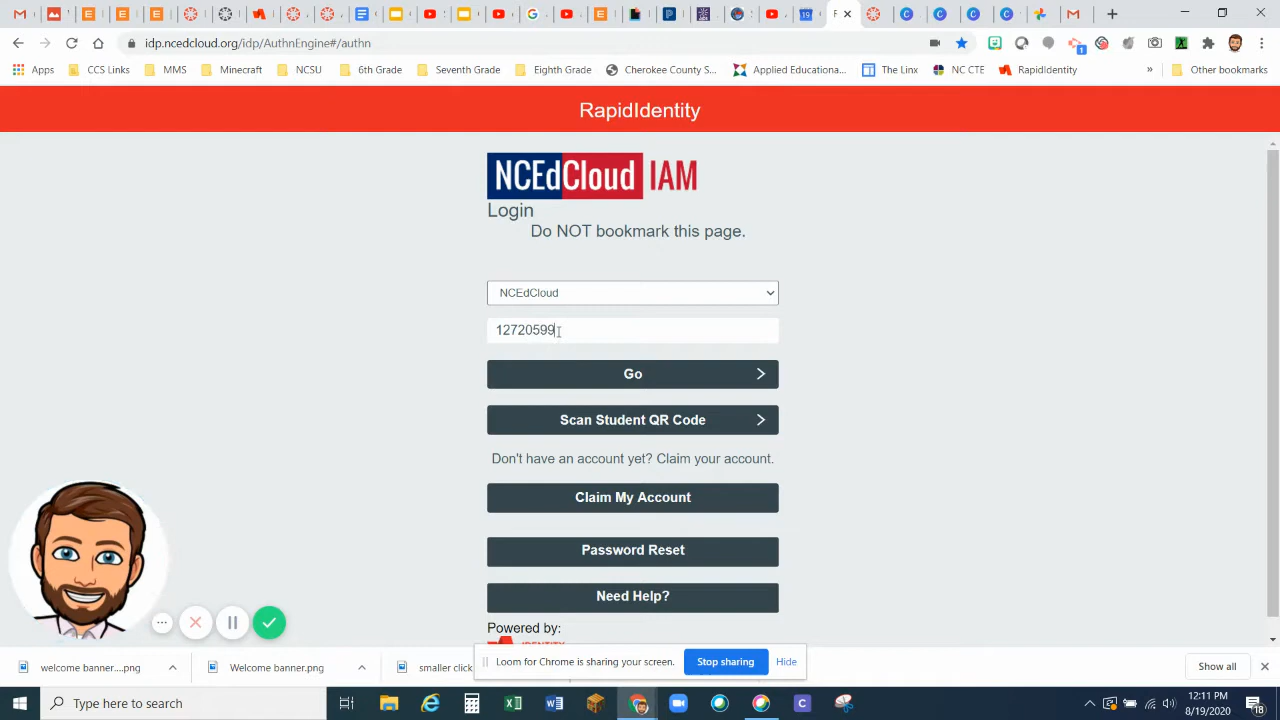 idp.ncedcloud.org/idp/AuthnEngine#/authn
Apps CCS Links MMS Minecraft NCSU 6th Grade Seventh Grade Eighth Grade Cherokee County S... Applied Educationa... The Linx NC CTE RapidIdentity » Other bookmarks
RapidIdentity
NCEdCloud IAM
Login
Do NOT bookmark this page.
NCEdCloud
12720599
Go
Scan Student QR Code
Don't have an account yet? Claim your account.
Claim My Account
Password Reset
Need Help?
Powered by:
Loom for Chrome is sharing your screen. Stop sharing Hide
welcome banner....png Welcome banner.png smaller click Show all
Type here to search
12:11 PM
8/19/2020